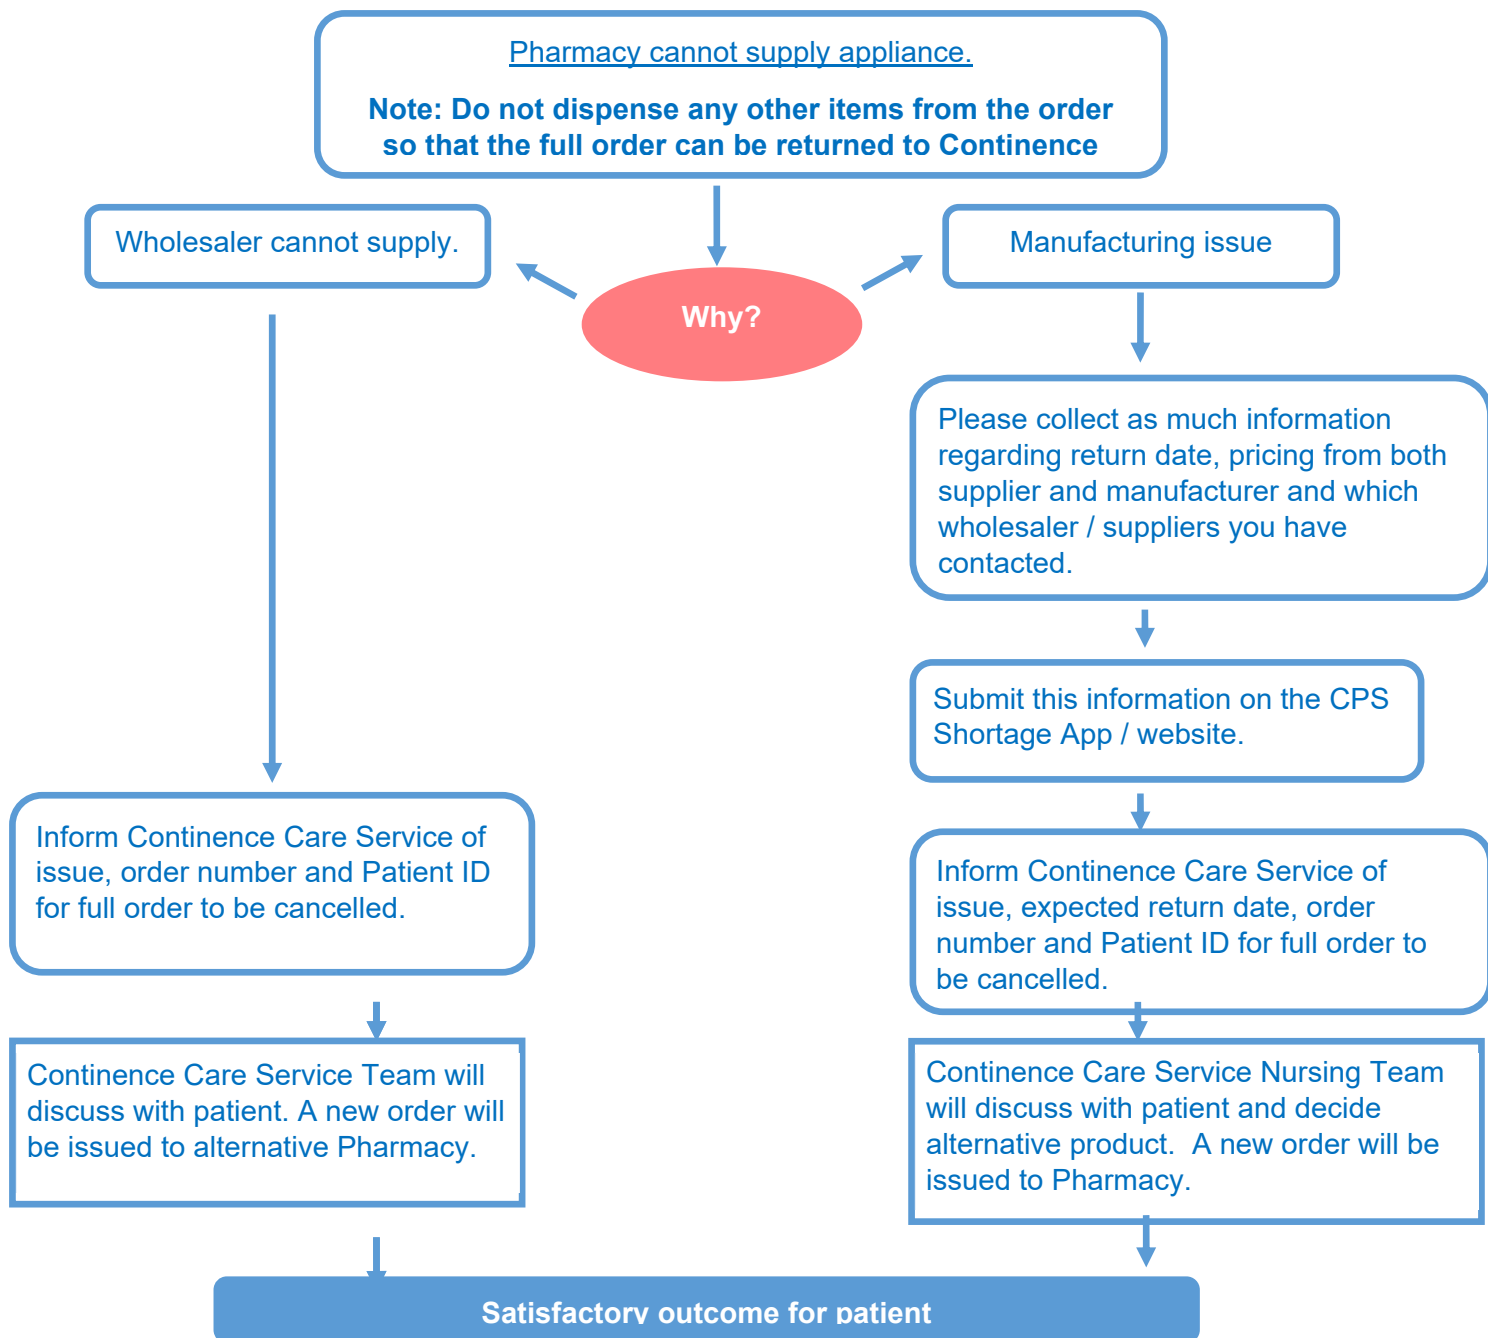 Pharmacy cannot supply appliance.
Note: Do not dispense any other items from the order
so that the full order can be returned to Continence
Wholesaler cannot supply.
Manufacturing issue
Why?
Please collect as much information
regarding return date, pricing from both
supplier and manufacturer and which
wholesaler / suppliers you have
contacted.
Submit this information on the CPS
Shortage App / website.
Inform Continence Care Service of
issue, order number and Patient ID
for full order to be cancelled.
Inform Continence Care Service of
issue, expected return date, order
number and Patient ID for full order to
be cancelled.
Continence Care Service Team will
discuss with patient. A new order will
be issued to alternative Pharmacy.
Continence Care Service Nursing Team
will discuss with patient and decide
alternative product.  A new order will be
issued to Pharmacy.
Satisfactory outcome for patient